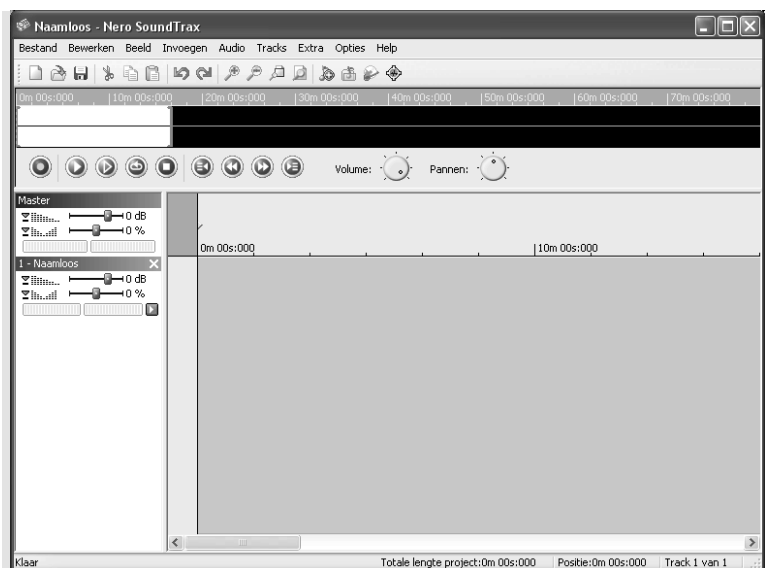 Naamloos - Nero SoundTrax
Bestand Bewerken Beeld Invoegen Audio Tracks Extra Opties Help
0m 00s:000 |10m 00s:000 |20m 00s:000 |30m 00s:000 |40m 00s:000 |50m 00s:000 |60m 00s:000 |70m 00s:000
Volume: Pannen:
Master
0 dB
0 %
0m 00s:000 |10m 00s:000
1 - Naamloos
0 dB
0 %
Klaar Totale lengte project:0m 00s:000 Positie:0m 00s:000 Track 1 van 1